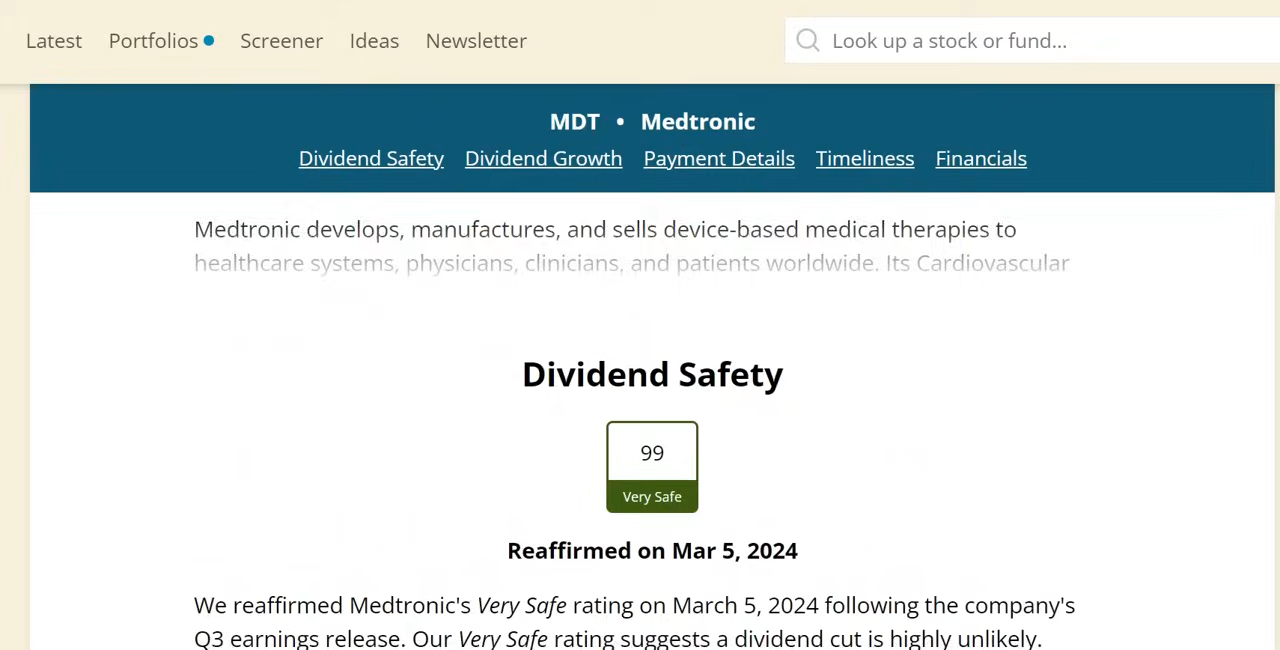 Latest Portfolios Screener Ideas Newsletter Look up a stock or fund...
MDT • Medtronic
Dividend Safety Dividend Growth Payment Details Timeliness Financials
Medtronic develops, manufactures, and sells device-based medical therapies to
healthcare systems, physicians, clinicians, and patients worldwide. Its Cardiovascular
Dividend Safety
99
Very Safe
Reaffirmed on Mar 5, 2024
We reaffirmed Medtronic's Very Safe rating on March 5, 2024 following the company's
Q3 earnings release. Our Very Safe rating suggests a dividend cut is highly unlikely.